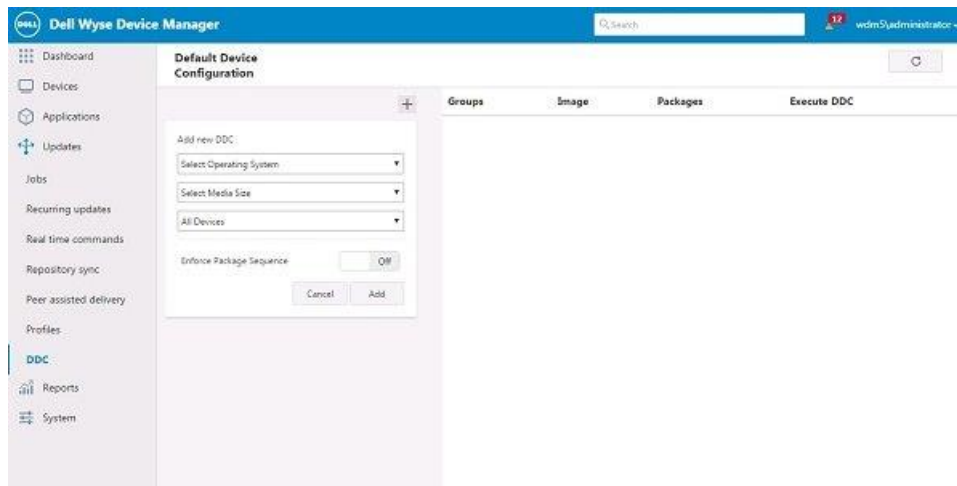 DELL Dell Wyse Device Manager
Search
12
wdm5\administrator
Dashboard
Devices
Applications
Updates
Jobs
Recurring updates
Real time commands
Repository sync
Peer assisted delivery
Profiles
DDC
Reports
System
Default Device
Configuration
+
Add new DDC
Select Operating System
Select Media Size
All Devices
Enforce Package Sequence
Off
Cancel
Add
Groups
Image
Packages
Execute DDC